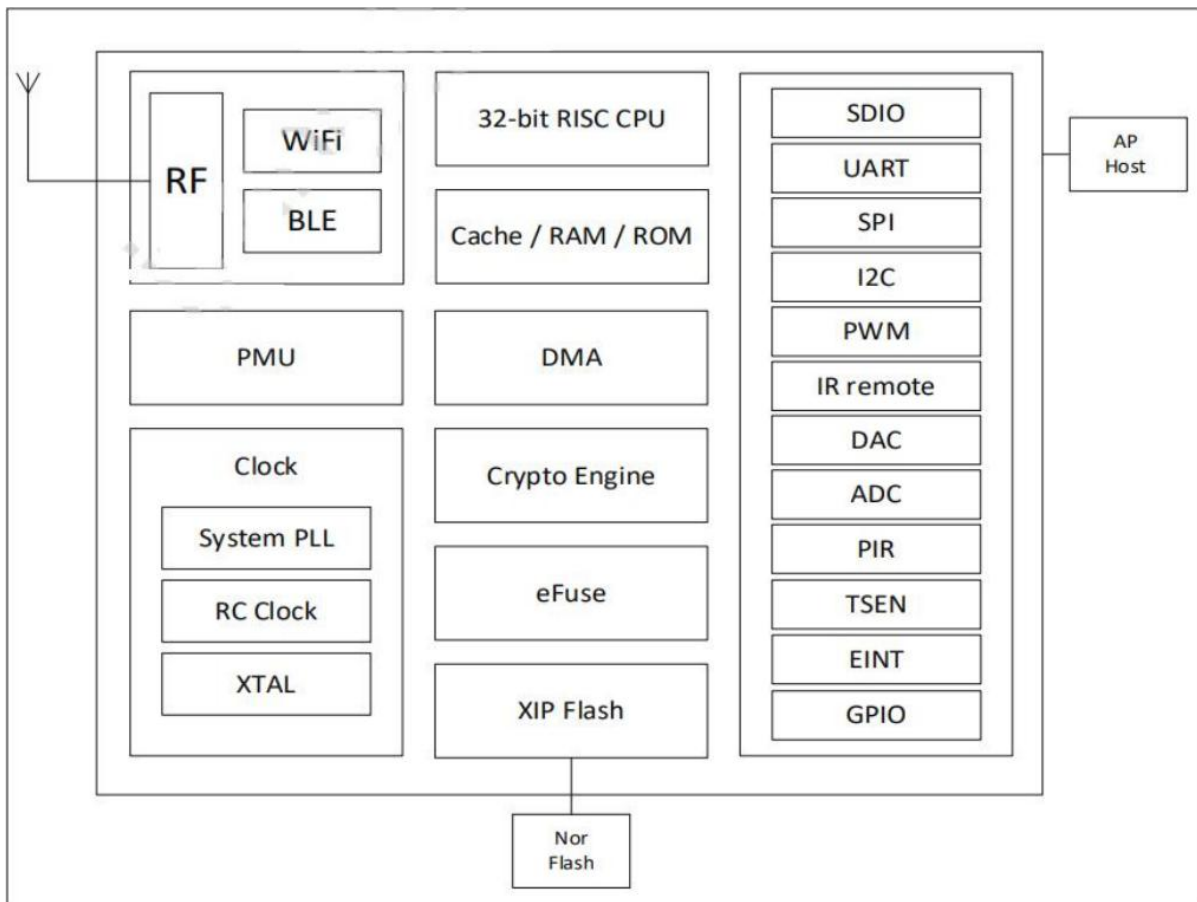 RF
WiFi
BLE
PMU
Clock
System PLL
RC Clock
XTAL
32-bit RISC CPU
Cache / RAM / ROM
DMA
Crypto Engine
eFuse
XIP Flash
SDIO
UART
SPI
I2C
PWM
IR remote
DAC
ADC
PIR
TSEN
EINT
GPIO
AP
Host
Nor
Flash